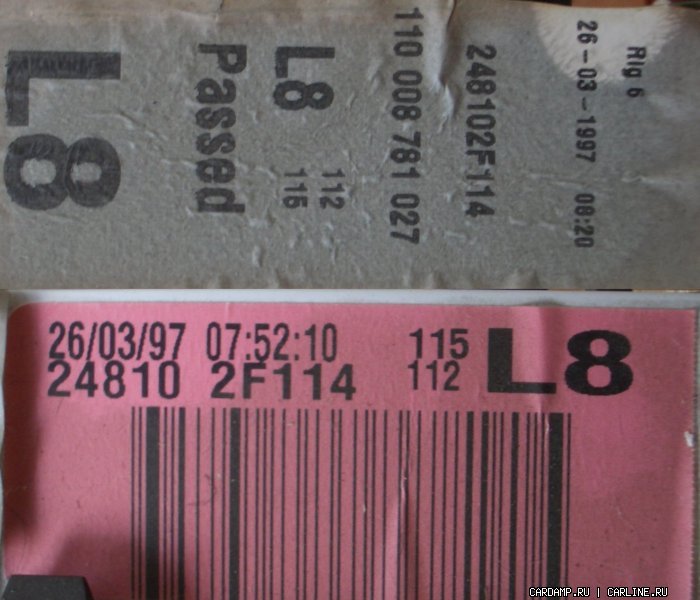 Rig 6
26-03-1997 08:20
248102F114
110 008 781 027
L8 112
115
Passed
L8
26/03/97 07:52:10 115 L8
24810 2F114 112
CARDAMP.RU | CARLINE.RU